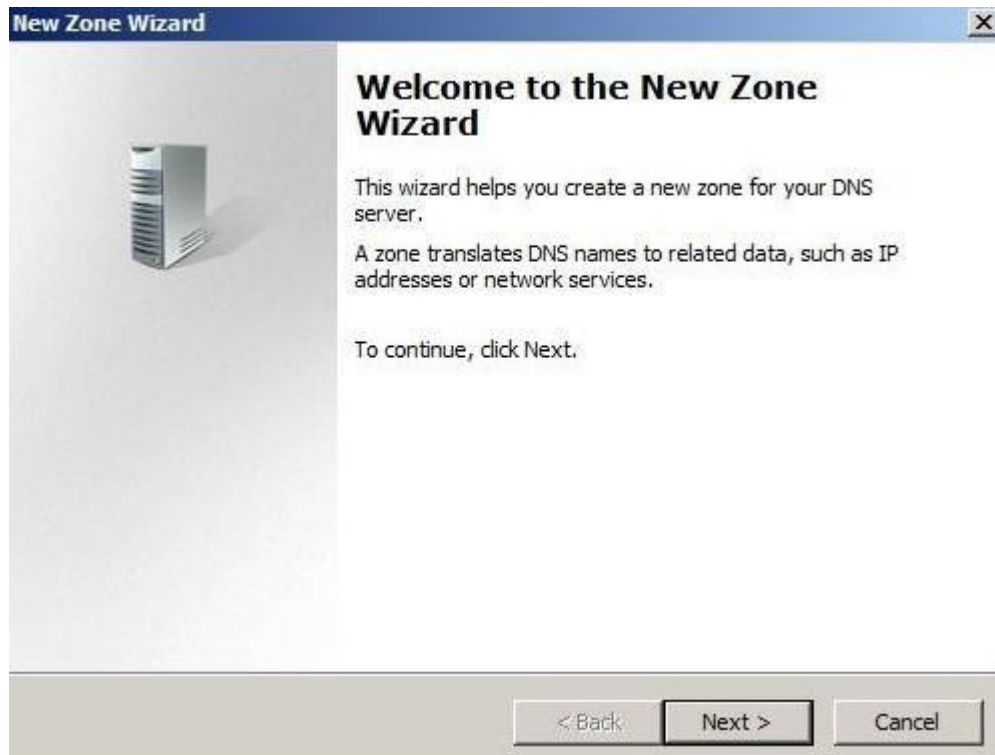 New Zone Wizard
Welcome to the New Zone
Wizard
This wizard helps you create a new zone for your DNS
server.
A zone translates DNS names to related data, such as IP
addresses or network services.
To continue, click Next.
< Back
Next >
Cancel